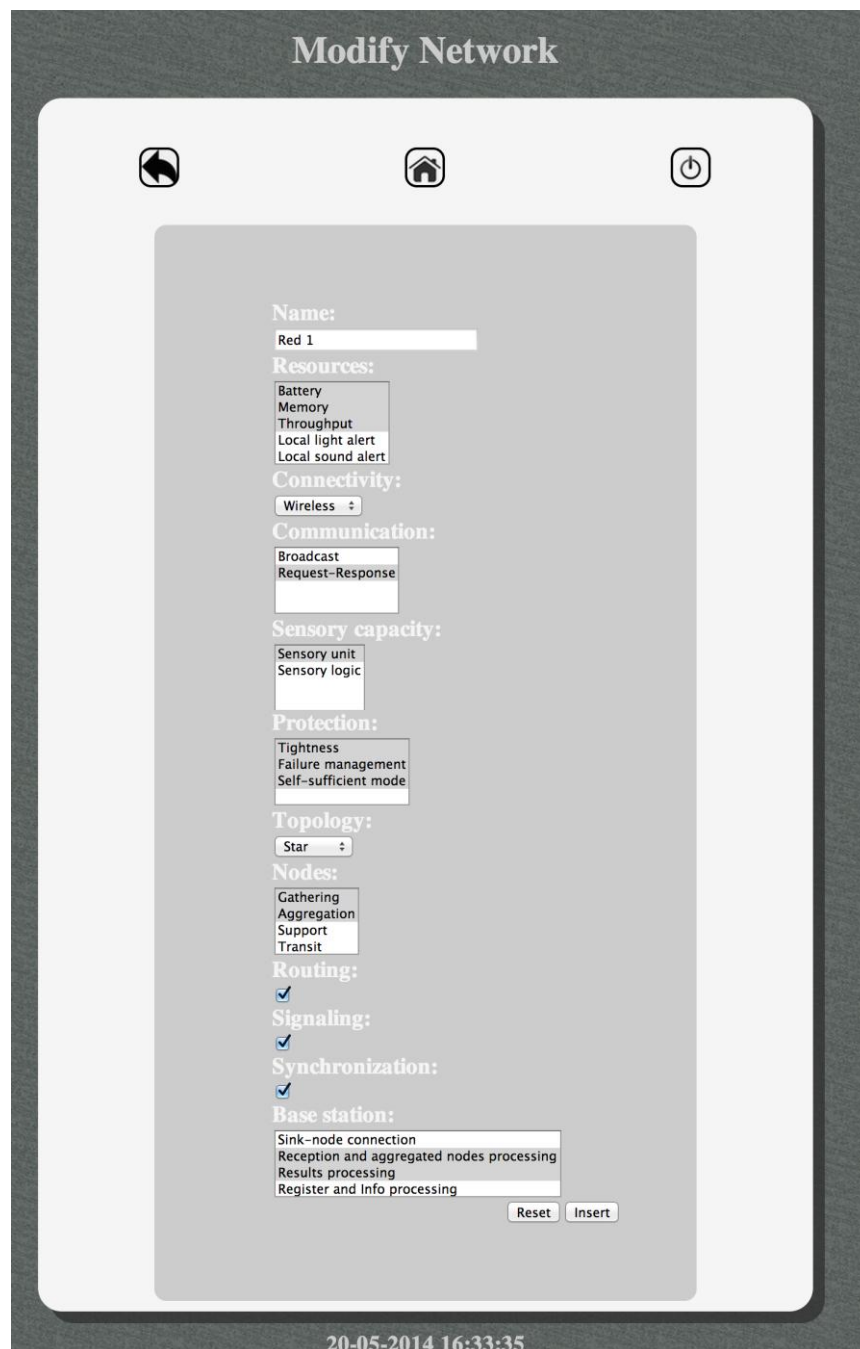 Modify Network
Name:
Red 1
Resources:
Battery
Memory
Throughput
Local light alert
Local sound alert
Connectivity:
Wireless
Communication:
Broadcast
Request-Response
Sensory capacity:
Sensory unit
Sensory logic
Protection:
Tightness
Failure management
Self-sufficient mode
Topology:
Star
Nodes:
Gathering
Aggregation
Support
Transit
Routing:
Signaling:
Synchronization:
Base station:
Sink-node connection
Reception and aggregated nodes processing
Results processing
Register and Info processing
Reset Insert
20-05-2014 16:33:35